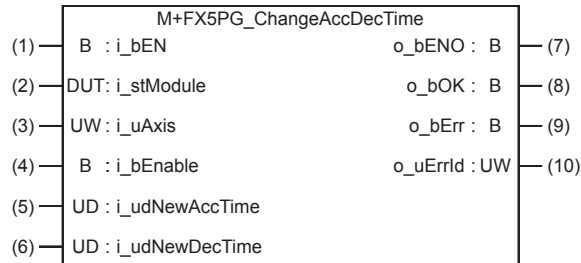 M+FX5PG_ChangeAccDecTime
(1) B : i_bEN o_bENO : B (7)
(2) DUT: i_stModule o_bOK : B (8)
(3) UW : i_uAxis o_bErr : B (9)
(4) B : i_bEnable o_uErrId : UW (10)
(5) UD : i_udNewAccTime
(6) UD : i_udNewDecTime